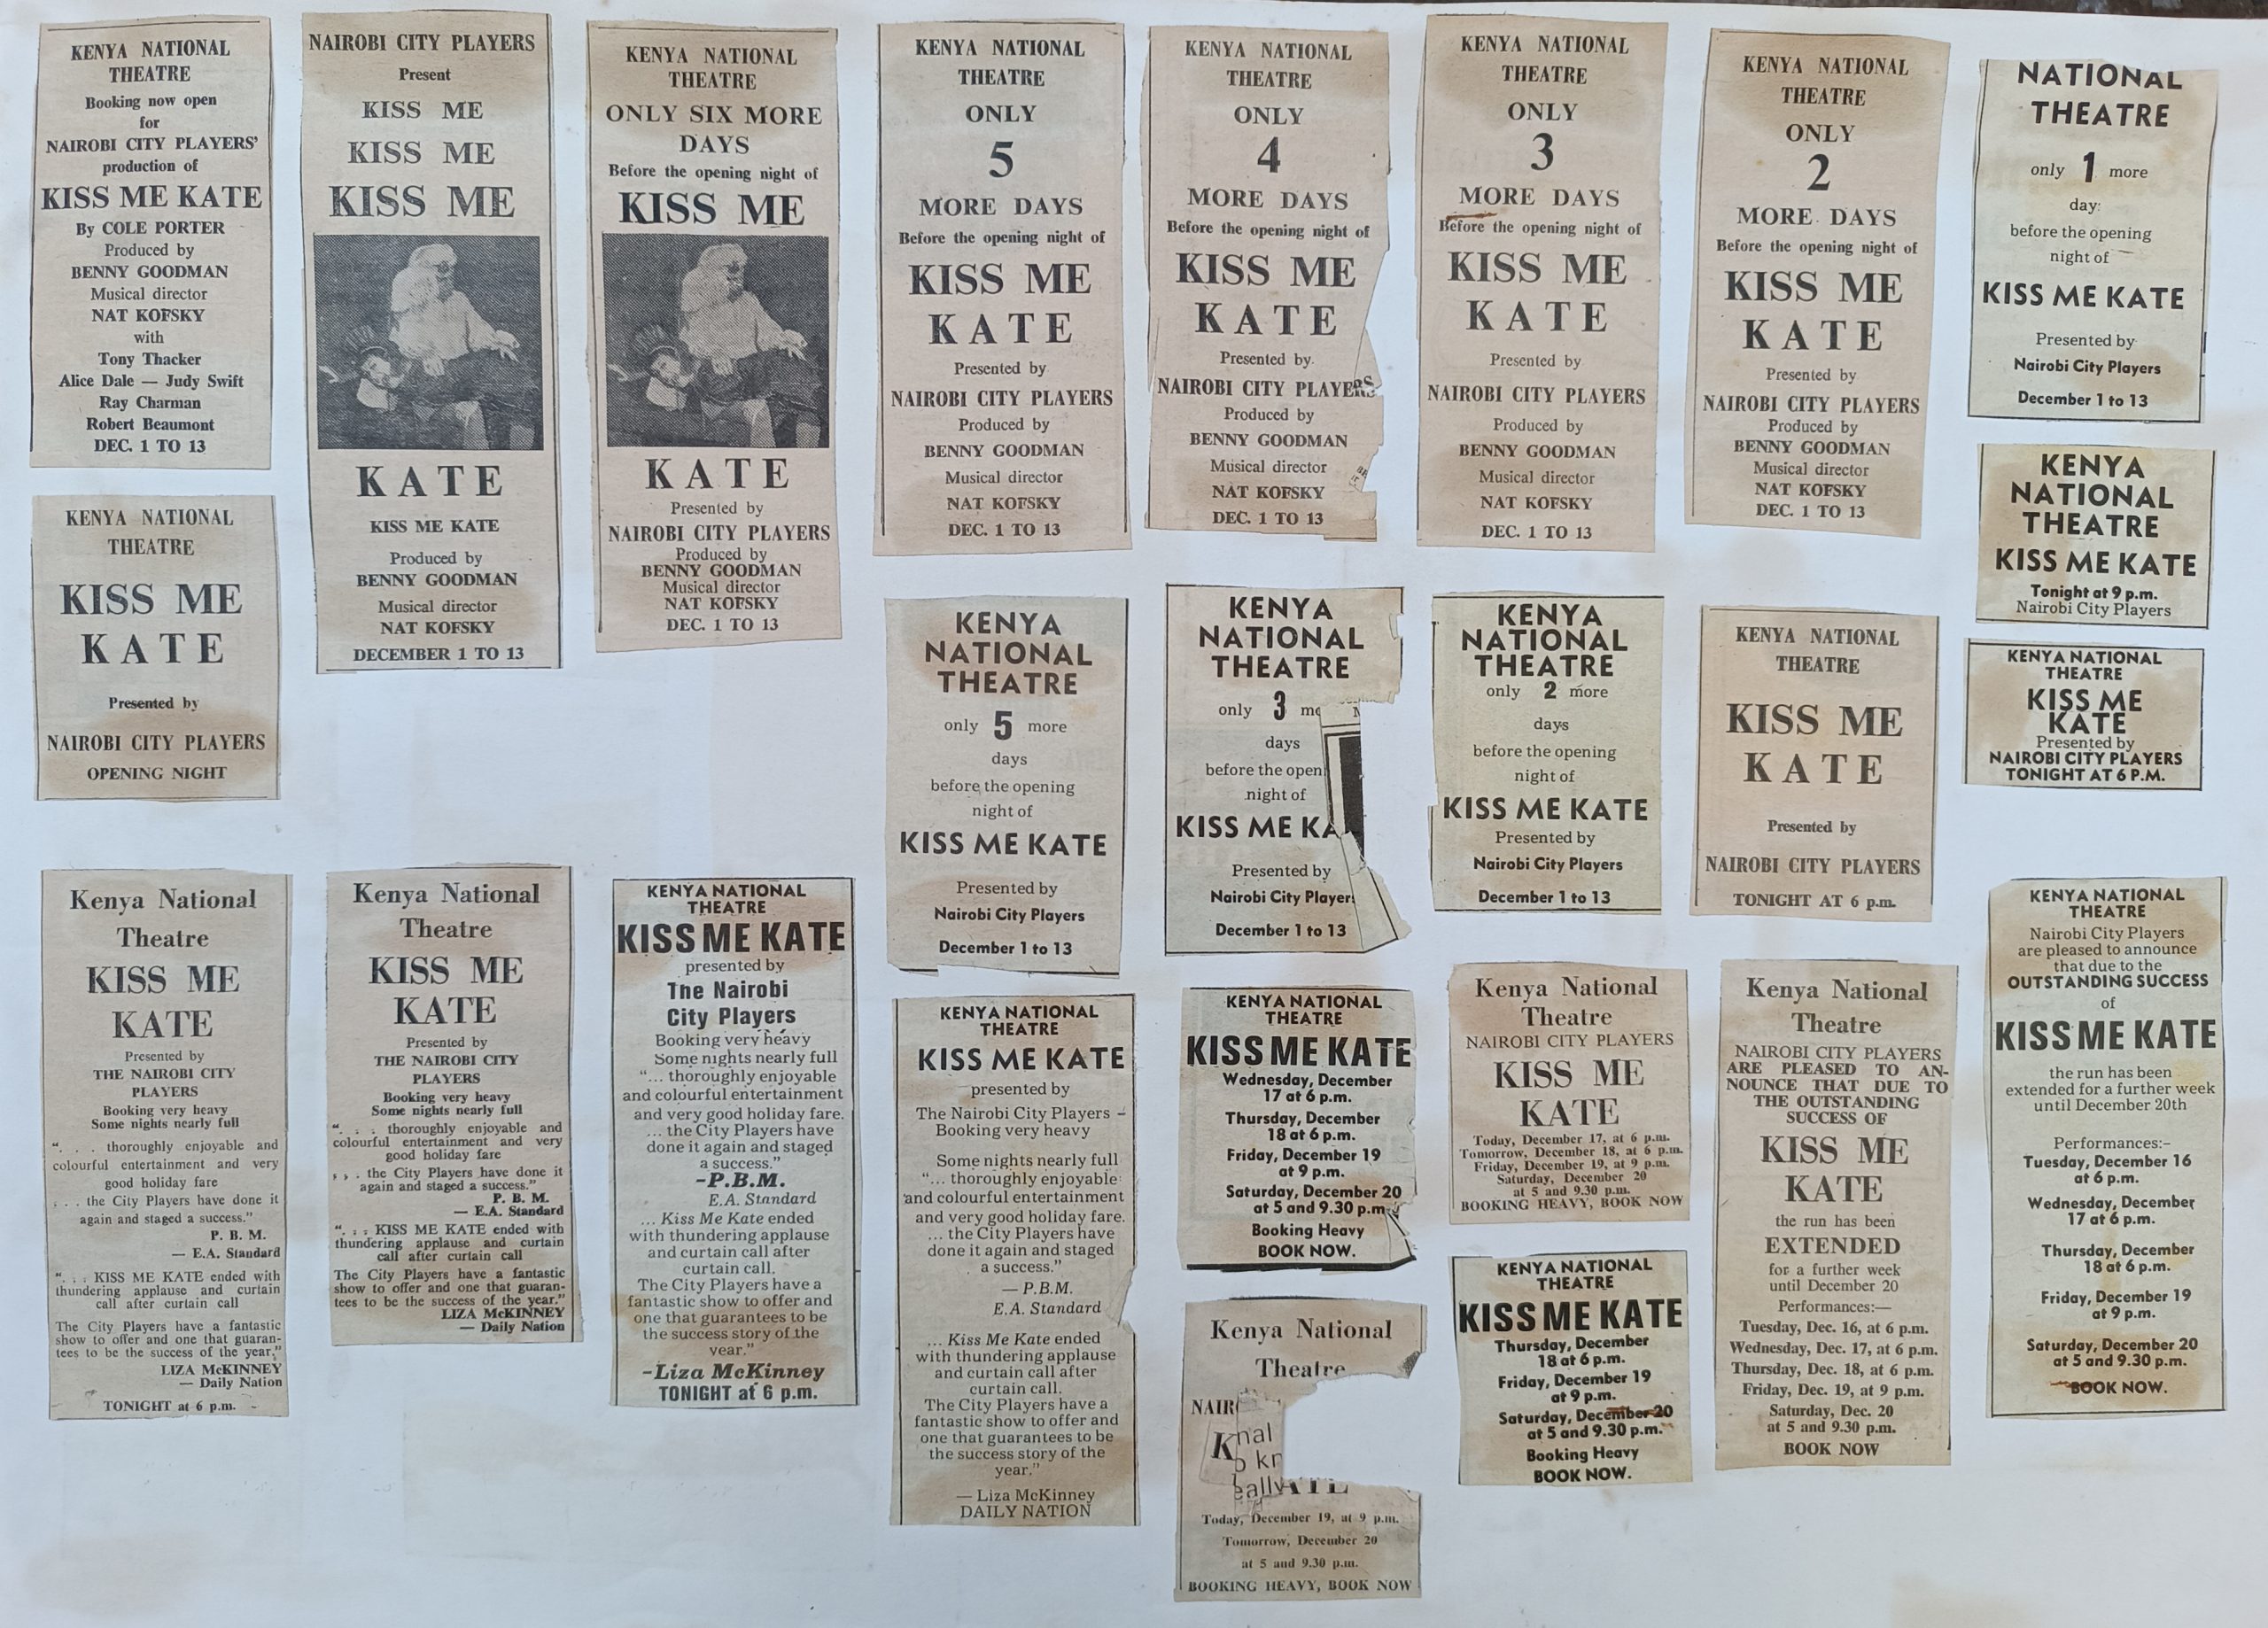 KENYA NATIONAL
THEATRE
Booking now open
for
NAIROBI CITY PLAYERS'
production of
KISS ME KATE
By COLE PORTER
Produced by
BENNY GOODMAN
Musical director
NAT KOFSKY
with
Tony Thacker
Alice Dale — Judy Swift
Ray Charman
Robert Beaumont
DEC. 1 TO 13
NAIROBI CITY PLAYERS
Present
KISS ME
KISS ME
KISS ME
KATE
KISS ME KATE
Produced by
BENNY GOODMAN
Musical director
NAT KOFSKY
DECEMBER 1 TO 13
KENYA NATIONAL
THEATRE
ONLY SIX MORE
DAYS
Before the opening night of
KISS ME
KATE
Presented by
NAIROBI CITY PLAYERS
Produced by
BENNY GOODMAN
Musical director
NAT KOFSKY
DEC. 1 TO 13
KENYA NATIONAL
THEATRE
ONLY
5
MORE DAYS
Before the opening night of
KISS ME
KATE
Presented by
NAIROBI CITY PLAYERS
Produced by
BENNY GOODMAN
Musical director
NAT KOFSKY
DEC. 1 TO 13
KENYA NATIONAL
THEATRE
ONLY
4
MORE DAYS
Before the opening night of
KISS ME
KATE
Presented by
NAIROBI CITY PLAYERS
Produced by
BENNY GOODMAN
Musical director
NAT KOFSKY
DEC. 1 TO 13
KENYA NATIONAL
THEATRE
ONLY
3
MORE DAYS
Before the opening night of
KISS ME
KATE
Presented by
NAIROBI CITY PLAYERS
Produced by
BENNY GOODMAN
Musical director
NAT KOFSKY
DEC. 1 TO 13
KENYA NATIONAL
THEATRE
ONLY
2
MORE DAYS
Before the opening night of
KISS ME
KATE
Presented by
NAIROBI CITY PLAYERS
Produced by
BENNY GOODMAN
Musical director
NAT KOFSKY
DEC. 1 TO 13
NATIONAL
THEATRE
only 1 more
day:
before the opening
night of
KISS ME KATE
Presented by
Nairobi City Players
December 1 to 13
KENYA
NATIONAL
THEATRE
KISS ME KATE
Tonight at 9 p.m.
Nairobi City Players
KENYA NATIONAL
THEATRE
KISS ME
KATE
Presented by
NAIROBI CITY PLAYERS
TONIGHT AT 6 P.M.
KENYA NATIONAL
THEATRE
KISS ME
KATE
Presented by
NAIROBI CITY PLAYERS
OPENING NIGHT
KENYA
NATIONAL
THEATRE
only 5 more
days
before the opening
night of
KISS ME KATE
Presented by
Nairobi City Players
December 1 to 13
KENYA
NATIONAL
THEATRE
only 3 mo
days
before the open
night of
KISS ME KA
Presented by
Nairobi City Player
December 1 to 13
KENYA
NATIONAL
THEATRE
only 2 more
days
before the opening
night of
KISS ME KATE
Presented by
Nairobi City Players
December 1 to 13
KENYA NATIONAL
THEATRE
KISS ME
KATE
Presented by
NAIROBI CITY PLAYERS
TONIGHT AT 6 p.m.
Kenya National
Theatre
KISS ME
KATE
Presented by
THE NAIROBI CITY
PLAYERS
Booking very heavy
Some nights nearly full
". . . thoroughly enjoyable and
colourful entertainment and very
good holiday fare
. . . the City Players have done it
again and staged a success."
P. B. M.
— E.A. Standard
". . . KISS ME KATE ended with
thundering applause and curtain
call after curtain call
The City Players have a fantastic
show to offer and one that guaran-
tees to be the success of the year,"
LIZA McKINNEY
— Daily Nation
TONIGHT at 6 p.m.
Kenya National
Theatre
KISS ME
KATE
Presented by
THE NAIROBI CITY
PLAYERS
Booking very heavy
Some nights nearly full
". . . thoroughly enjoyable and
colourful entertainment and very
good holiday fare
. . . the City Players have done it
again and staged a success."
P. B. M.
— E.A. Standard
". . . KISS ME KATE ended with
thundering applause and curtain
call after curtain call
The City Players have a fantastic
show to offer and one that guaran-
tees to be the success of the year."
LIZA McKINNEY
— Daily Nation
KENYA NATIONAL
THEATRE
KISS ME KATE
presented by
The Nairobi
City Players
Booking very heavy
Some nights nearly full
"... thoroughly enjoyable
and colourful entertainment
and very good holiday fare.
... the City Players have
done it again and staged
a success."
–P.B.M.
E.A. Standard
... Kiss Me Kate ended
with thundering applause
and curtain call after
curtain call.
The City Players have a
fantastic show to offer and
one that guarantees to be
the success story of the
year."
–Liza McKinney
TONIGHT at 6 p.m.
KENYA NATIONAL
THEATRE
KISS ME KATE
presented by
The Nairobi City Players –
Booking very heavy
Some nights nearly full
"... thoroughly enjoyable
and colourful entertainment
and very good holiday fare.
... the City Players have
done it again and staged
a success."
— P.B.M.
E.A. Standard
... Kiss Me Kate ended
with thundering applause
and curtain call after
curtain call.
The City Players have a
fantastic show to offer and
one that guarantees to be
the success story of the
year."
— Liza McKinney
DAILY NATION
KENYA NATIONAL
THEATRE
KISS ME KATE
Wednesday, December
17 at 6 p.m.
Thursday, December
18 at 6 p.m.
Friday, December 19
at 9 p.m.
Saturday, December 20
at 5 and 9.30 p.m.
Booking Heavy
BOOK NOW.
Kenya National
Theatre
NAIR
K
nal
o kn
eally
Today, December 19, at 9 p.m.
Tomorrow, December 20
at 5 and 9.30 p.m.
BOOKING HEAVY, BOOK NOW
Kenya National
Theatre
NAIROBI CITY PLAYERS
KISS ME
KATE
Today, December 17, at 6 p.m.
Tomorrow, December 18, at 6 p.m.
Friday, December 19, at 9 p.m.
Saturday, December 20
at 5 and 9.30 p.m.
BOOKING HEAVY, BOOK NOW
KENYA NATIONAL
THEATRE
KISS ME KATE
Thursday, December
18 at 6 p.m.
Friday, December 19
at 9 p.m.
Saturday, December 20
at 5 and 9.30 p.m.
Booking Heavy
BOOK NOW.
Kenya National
Theatre
NAIROBI CITY PLAYERS
ARE PLEASED TO AN-
NOUNCE THAT DUE TO
THE OUTSTANDING
SUCCESS OF
KISS ME
KATE
the run has been
EXTENDED
for a further week
until December 20
Performances:—
Tuesday, Dec. 16, at 6 p.m.
Wednesday, Dec. 17, at 6 p.m.
Thursday, Dec. 18, at 6 p.m.
Friday, Dec. 19, at 9 p.m.
Saturday, Dec. 20
at 5 and 9.30 p.m.
BOOK NOW
KENYA NATIONAL
THEATRE
Nairobi City Players
are pleased to announce
that due to the
OUTSTANDING SUCCESS
of
KISS ME KATE
the run has been
extended for a further week
until December 20th
Performances:–
Tuesday, December 16
at 6 p.m.
Wednesday, December
17 at 6 p.m.
Thursday, December
18 at 6 p.m.
Friday, December 19
at 9 p.m.
Saturday, December 20
at 5 and 9.30 p.m.
BOOK NOW.